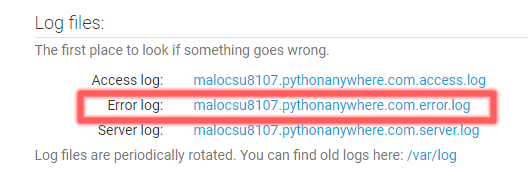 Log files:
The first place to look if something goes wrong.
Access log: malocsu8107.pythonanywhere.com.access.log
Error log: malocsu8107.pythonanywhere.com.error.log
Server log: malocsu8107.pythonanywhere.com.server.log
Log files are periodically rotated. You can find old logs here: /var/log